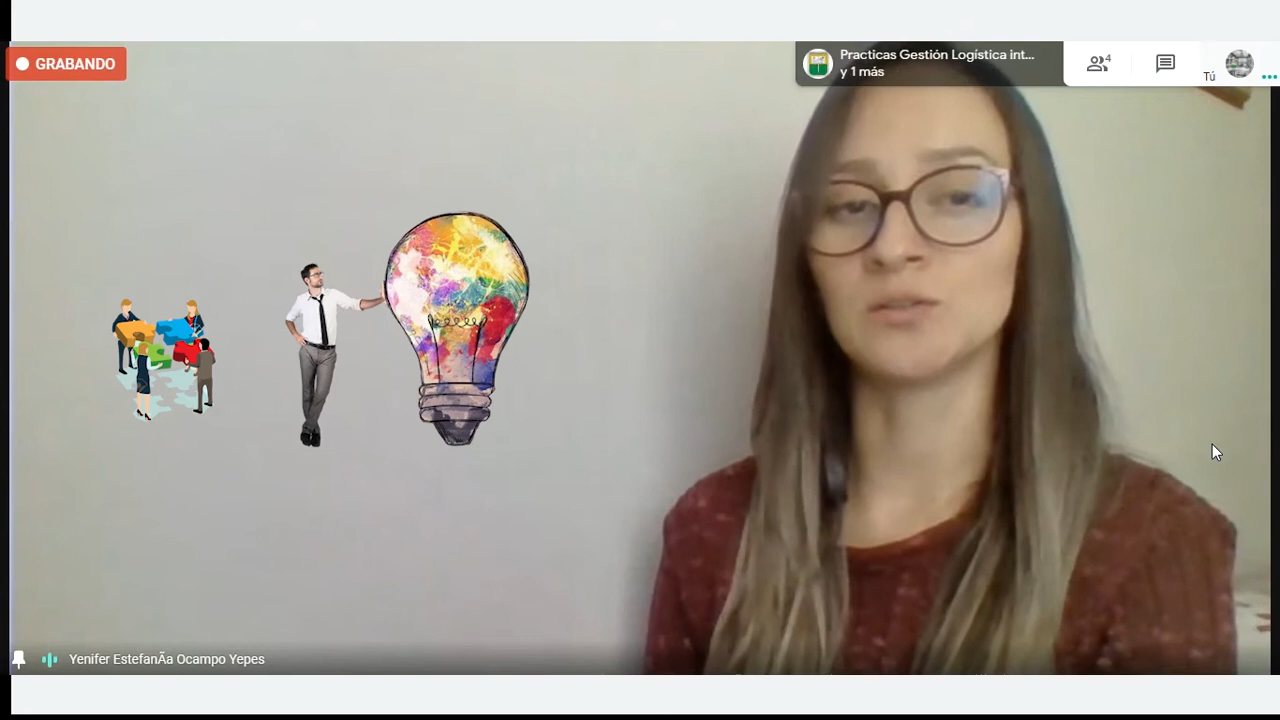 GRABANDO
Practicas Gestión Logística int...
y 1 más
4
Tú
Yenifer EstefanÃa Ocampo Yepes